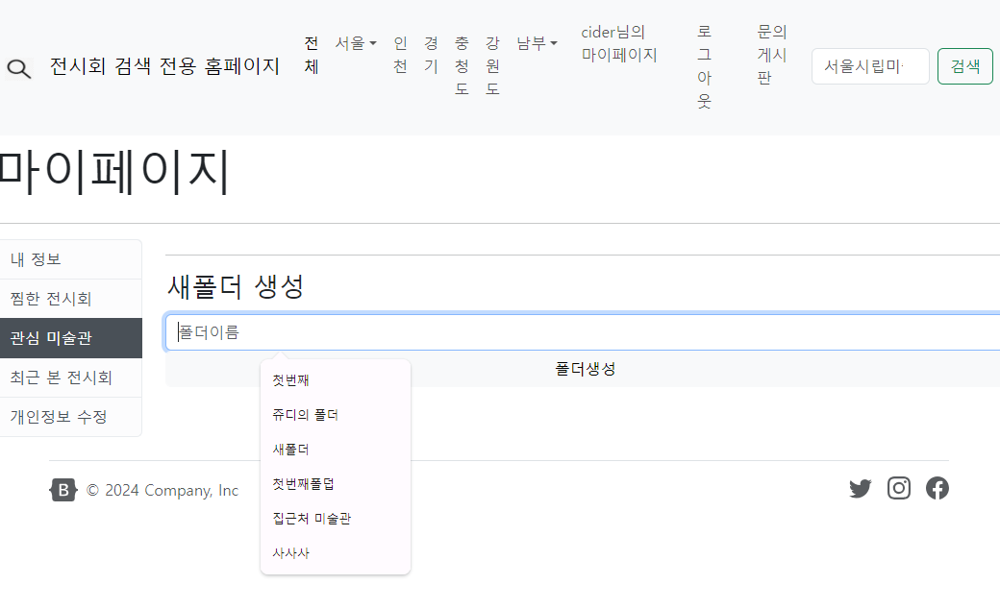 전시회 검색 전용 홈페이지
전체
서울
인천
경기
충청도
강원도
남부
cider님의
마이페이지
로그아웃
문의
게시
판
서울시립미
검색
마이페이지
내 정보
찜한 전시회
관심 미술관
최근 본 전시회
개인정보 수정
새폴더 생성
폴더이름
폴더생성
첫번째
쥬디의 폴더
새폴더
첫번째폴덥
집근처 미술관
사사사
B © 2024 Company, Inc